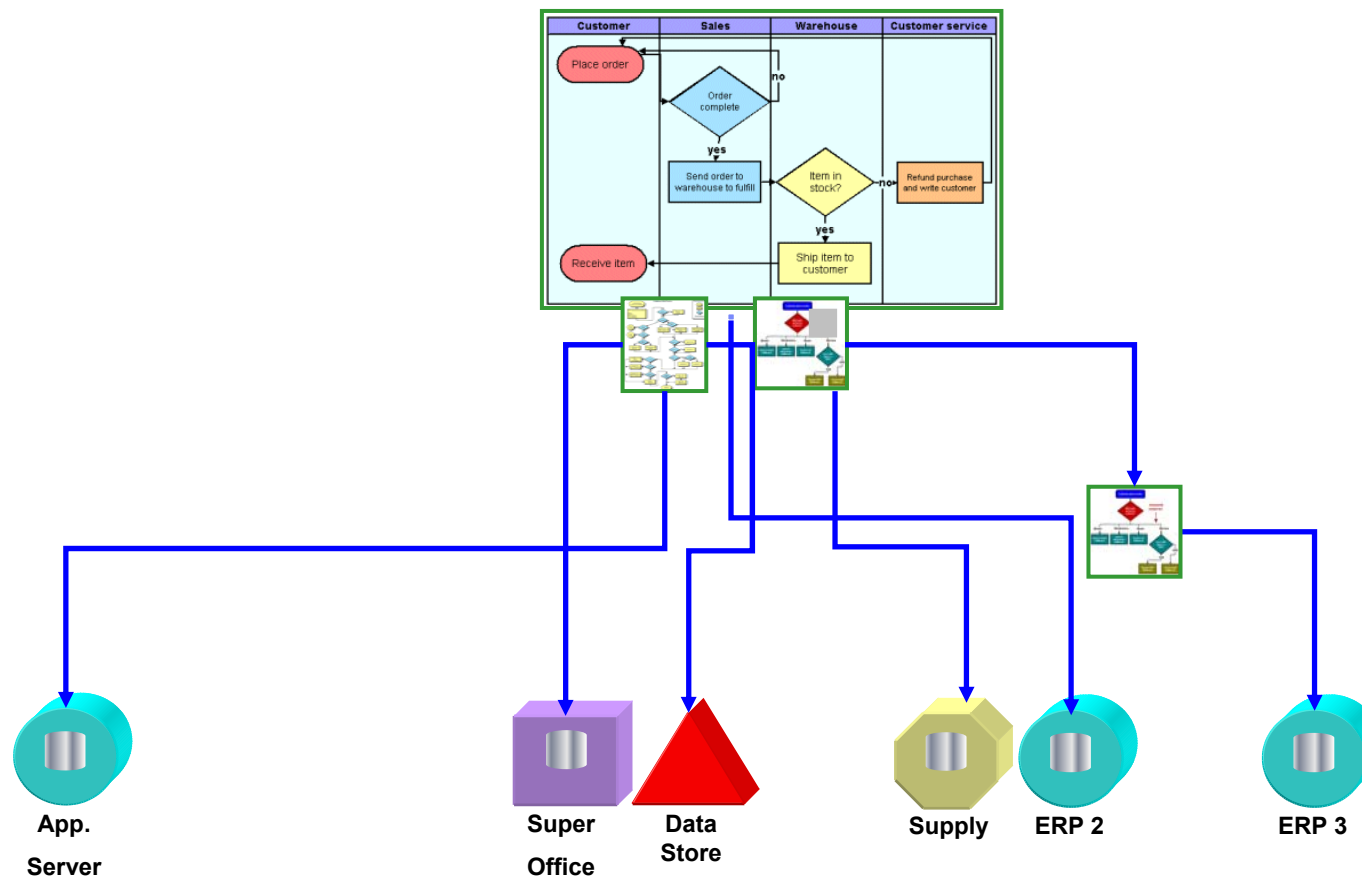 Customer
Sales
Warehouse
Customer service
Place order
no
Order
complete
yes
Send order to
warehouse to fulfill
Item in
stock?
no
Refund purchase
and write customer
yes
Receive item
Ship item to
customer
App.
Server
Super
Office
Data
Store
Supply
ERP 2
ERP 3